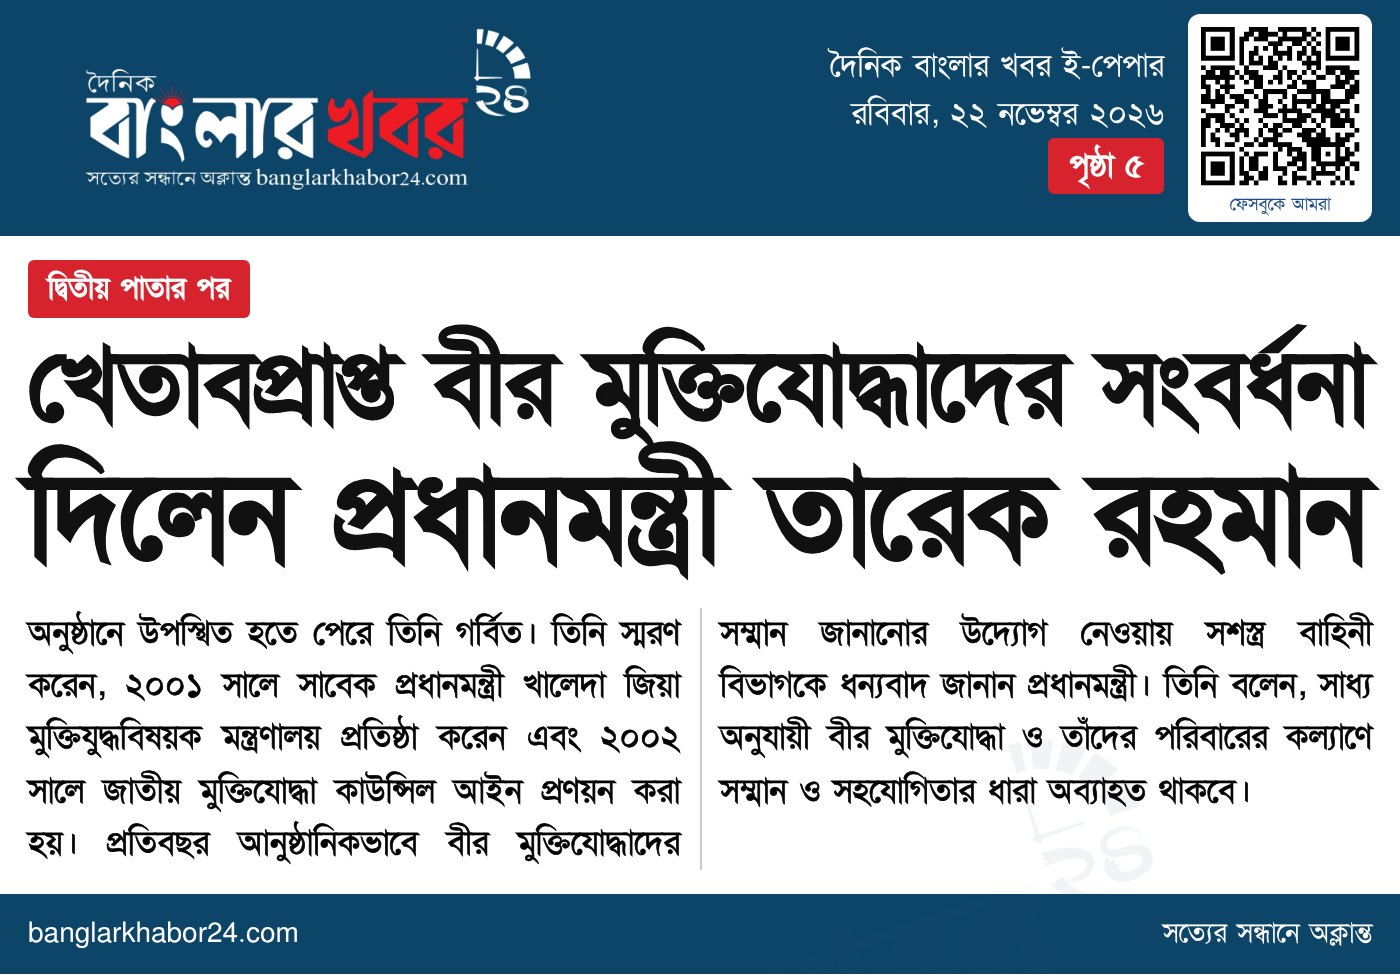 দৈনিক
বাংলার খবর
২৪
সত্যের সন্ধানে অক্লান্ত banglarkhabor24.com
দৈনিক বাংলার খবর ই-পেপার
রবিবার, ২২ নভেম্বর ২০২৬
পৃষ্ঠা ৫
ফেসবুকে আমরা
দ্বিতীয় পাতার পর
খেতাবপ্রাপ্ত বীর মুক্তিযোদ্ধাদের সংবর্ধনা
দিলেন প্রধানমন্ত্রী তারেক রহমান
অনুষ্ঠানে উপস্থিত হতে পেরে তিনি গর্বিত। তিনি স্মরণ
করেন, ২০০১ সালে সাবেক প্রধানমন্ত্রী খালেদা জিয়া
মুক্তিযুদ্ধবিষয়ক মন্ত্রণালয় প্রতিষ্ঠা করেন এবং ২০০২
সালে জাতীয় মুক্তিযোদ্ধা কাউন্সিল আইন প্রণয়ন করা
হয়। প্রতিবছর আনুষ্ঠানিকভাবে বীর মুক্তিযোদ্ধাদের
সম্মান জানানোর উদ্যোগ নেওয়ায় সশস্ত্র বাহিনী
বিভাগকে ধন্যবাদ জানান প্রধানমন্ত্রী। তিনি বলেন, সাধ্য
অনুযায়ী বীর মুক্তিযোদ্ধা ও তাঁদের পরিবারের কল্যাণে
সম্মান ও সহযোগিতার ধারা অব্যাহত থাকবে।
২৪
banglarkhabor24.com
সত্যের সন্ধানে অক্লান্ত